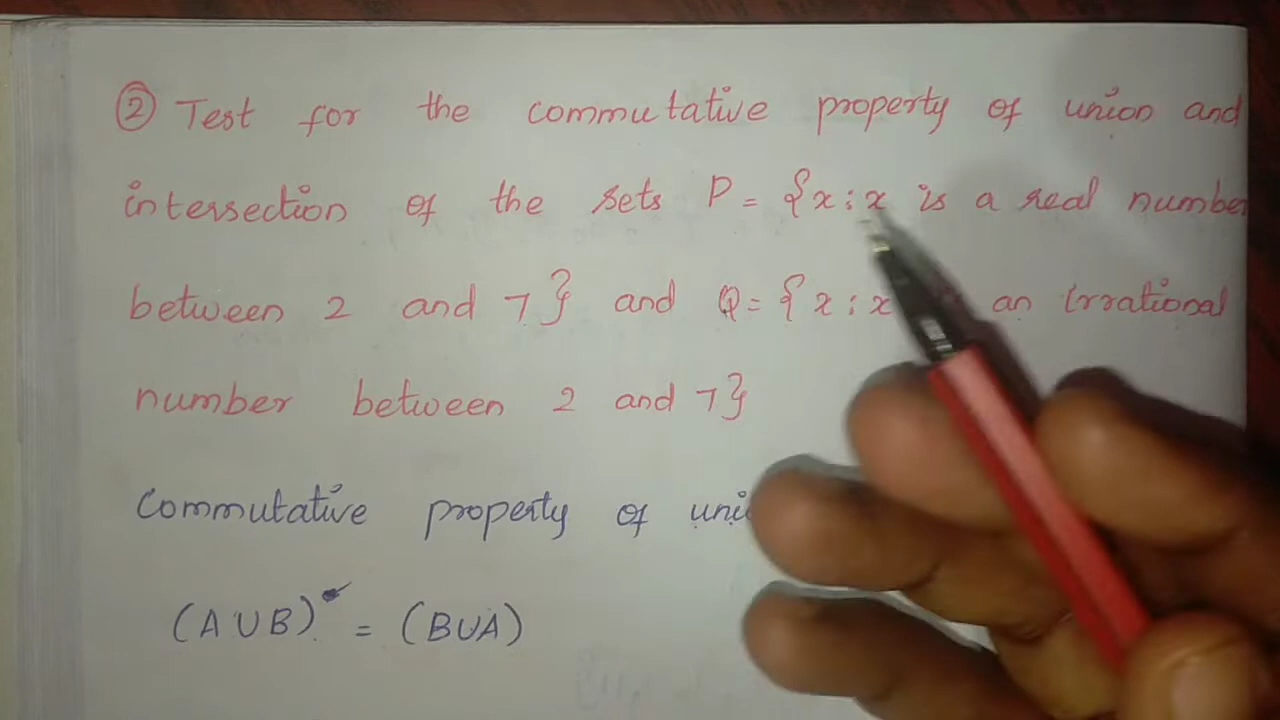 ② Test for the commutative property of union and
intersection of the sets P = {x : x is a real number
between 2 and 7} and Q = {x : x an irrational
number between 2 and 7}
Commutative property of
(A ∪ B) = (B ∪ A)